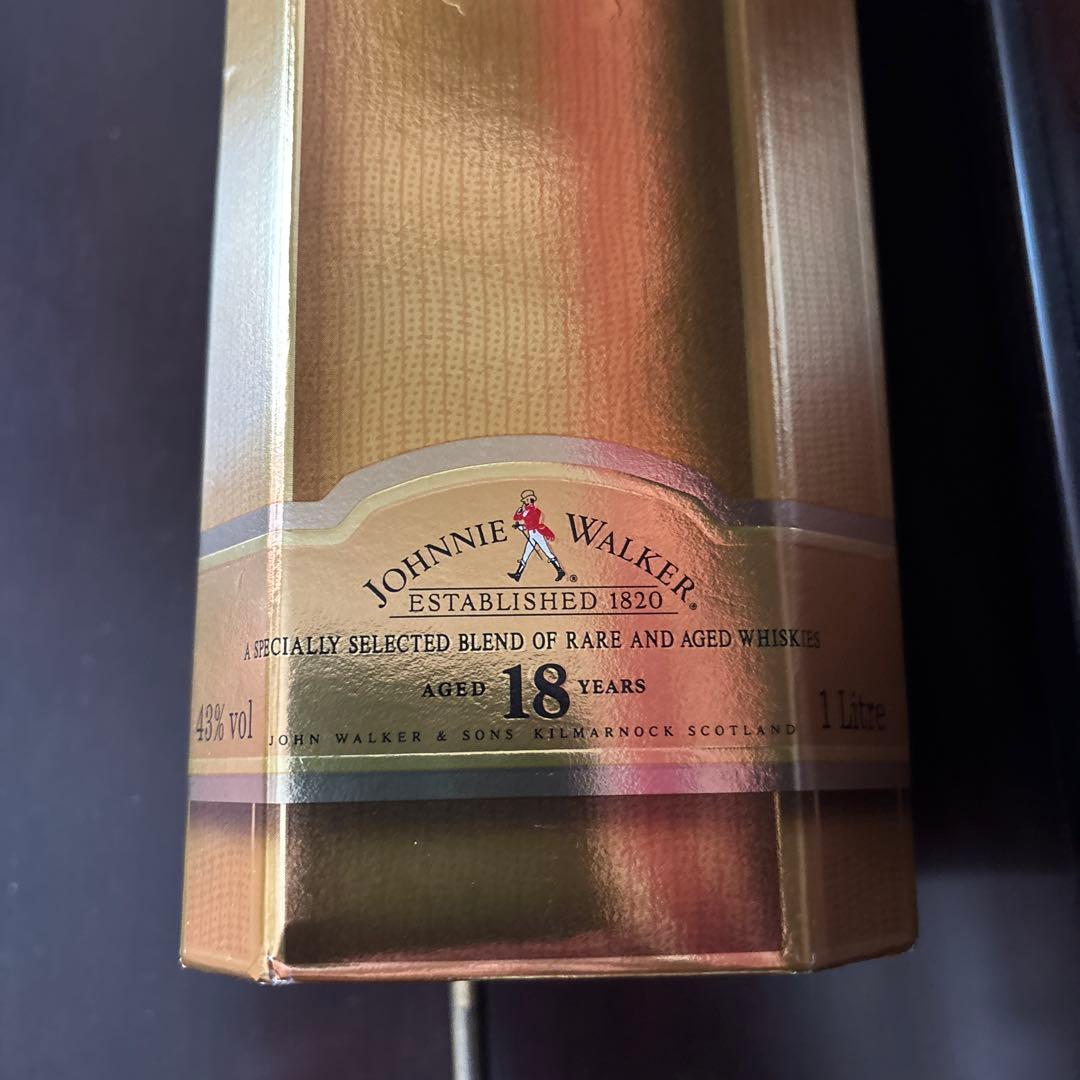 JOHNNIE WALKER®
ESTABLISHED 1820
A SPECIALLY SELECTED BLEND OF RARE AND AGED WHISKIES
AGED 18 YEARS
43% vol
JOHN WALKER & SONS KILMARNOCK SCOTLAND
1 Litre